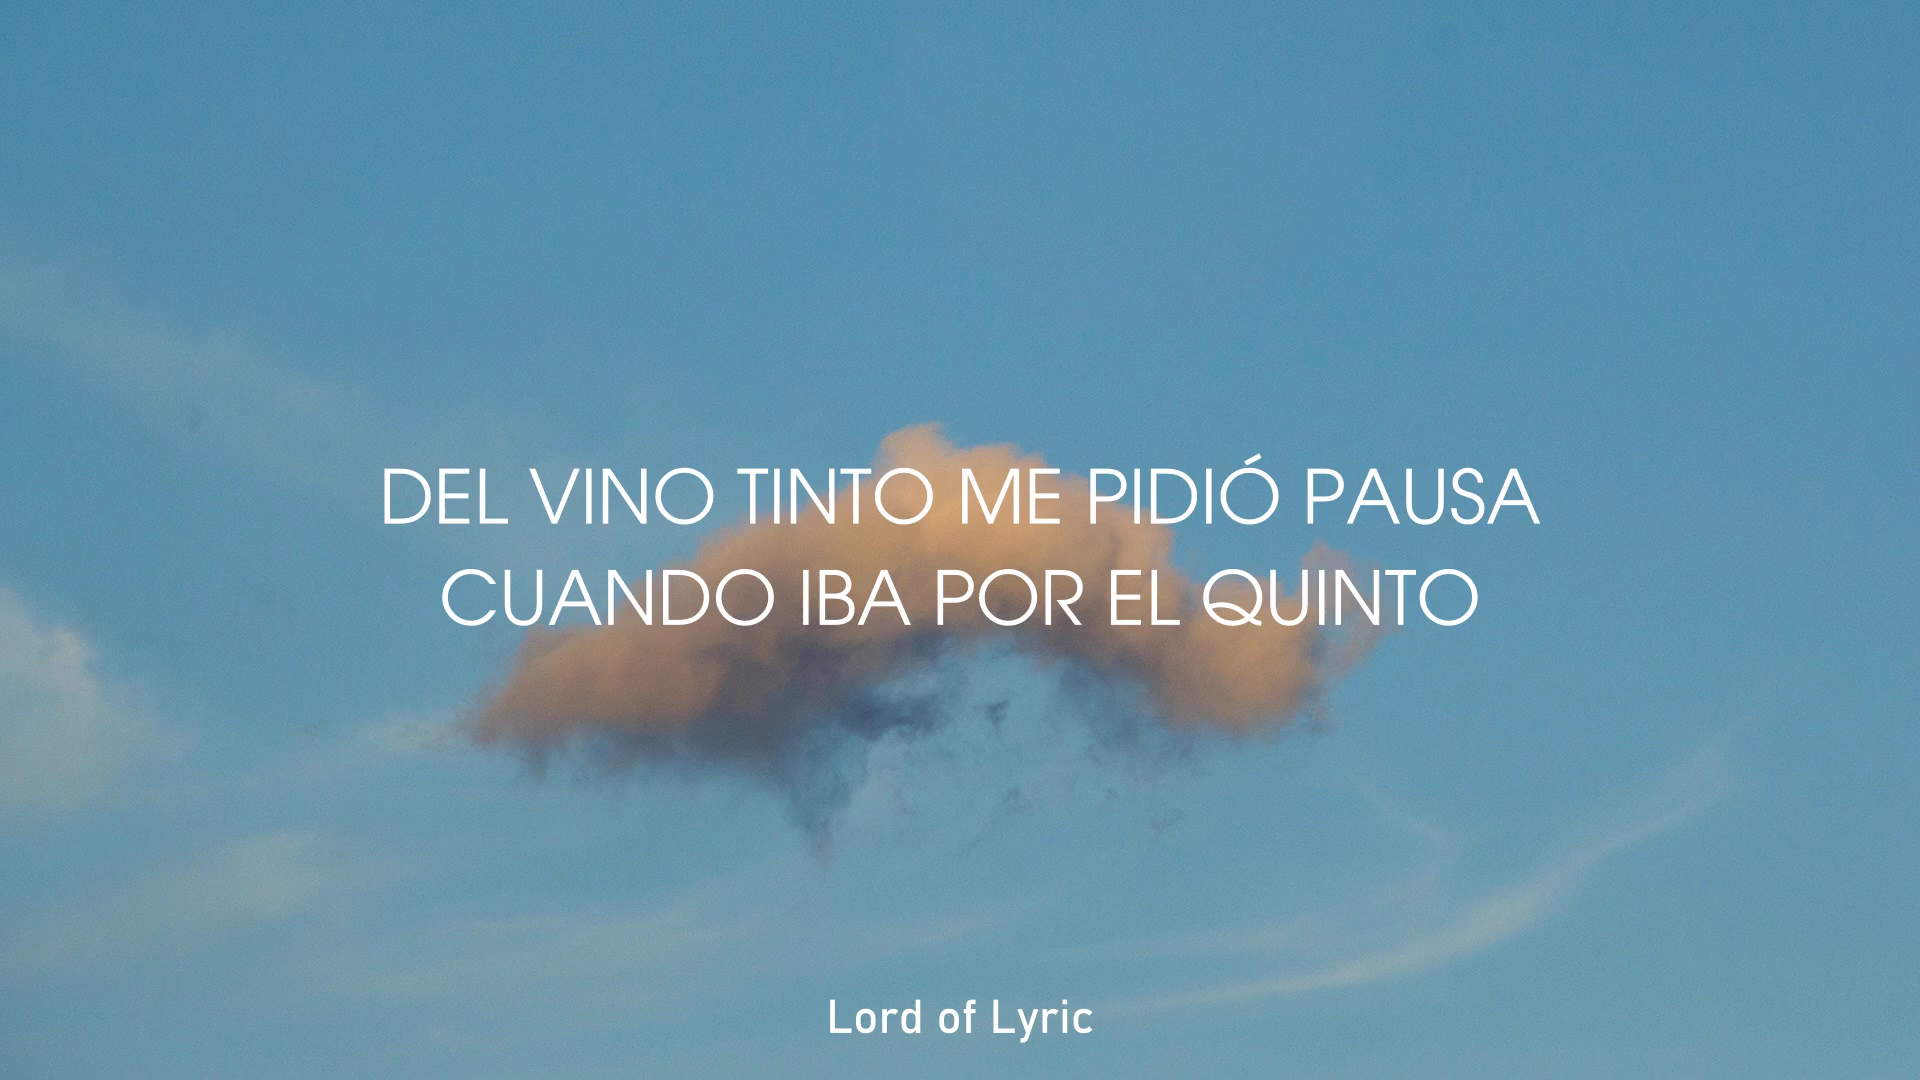 DEL VINO TINTO ME PIDIÓ PAUSA
CUANDO IBA POR EL QUINTO
Lord of Lyric